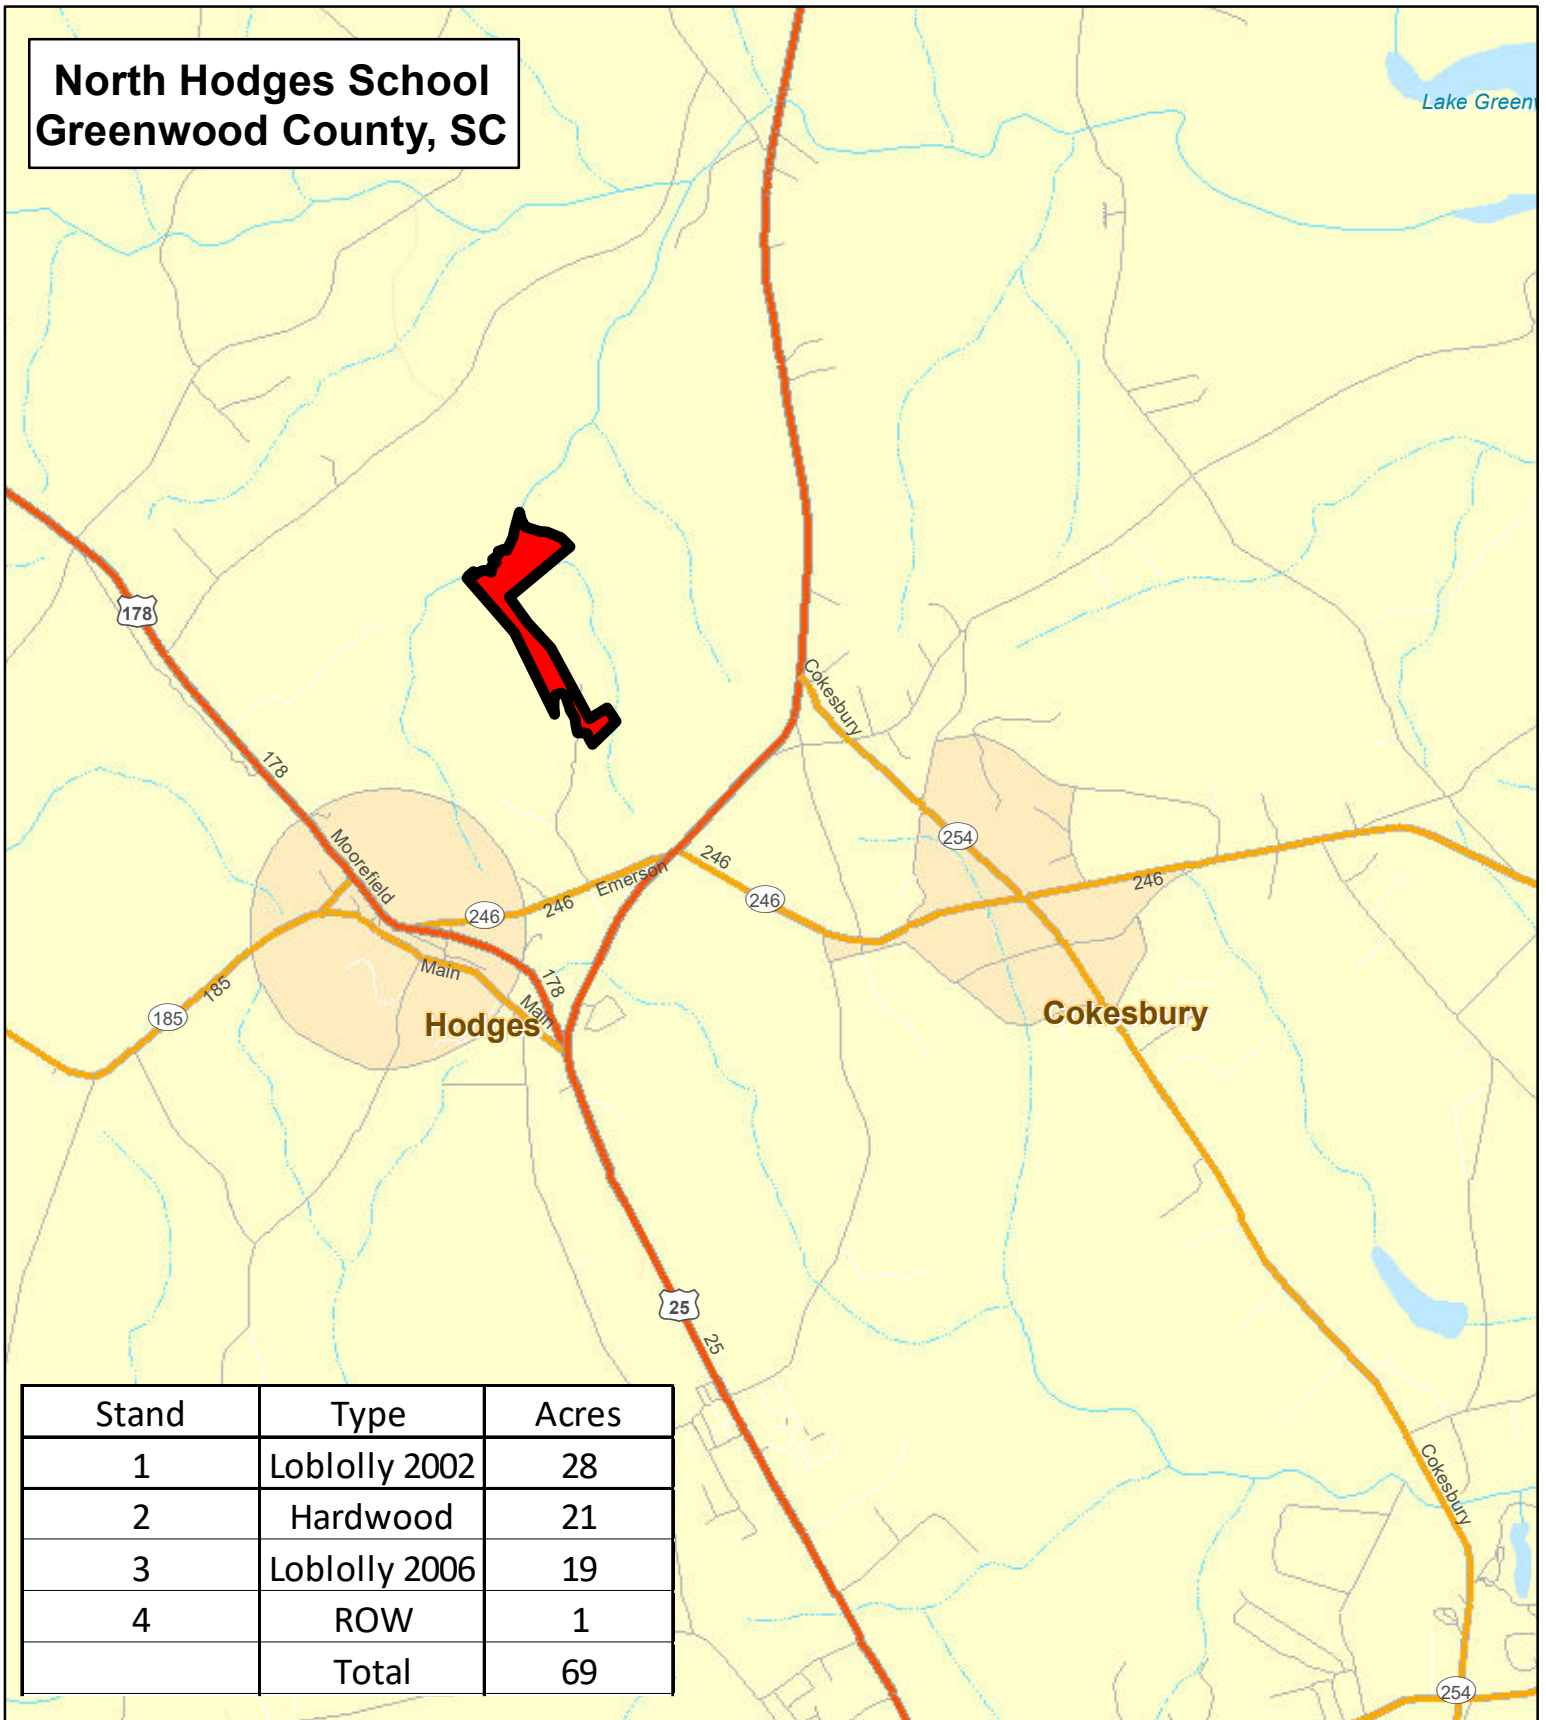 North Hodges School
Greenwood County, SC
Lake Green
178
Cokesbury
178
Moorefield
254
246
246
246
Emerson
246
246
Main
178
Main
185
185
Hodges
Cokesbury
25
25
Stand Type Acres
1 Loblolly 2002 28
2 Hardwood 21
3 Loblolly 2006 19
4 ROW 1
Total 69
Cokesbury
254